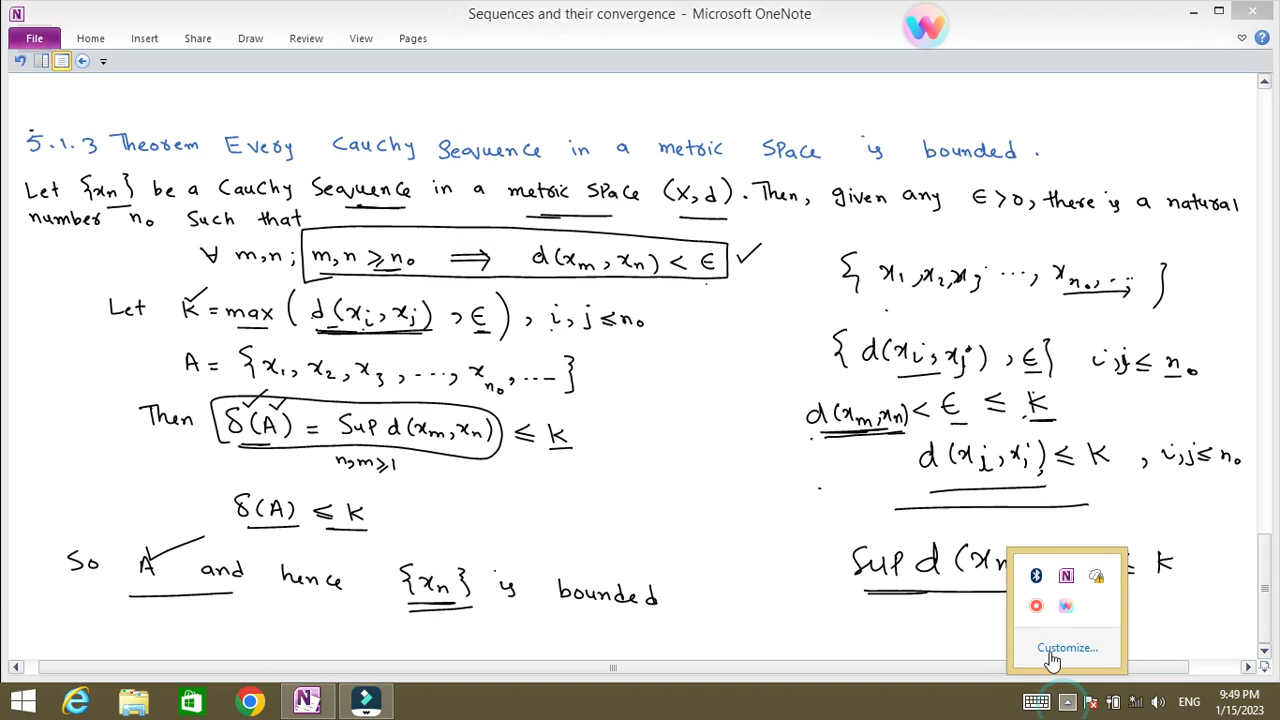 Sequences and their convergence - Microsoft OneNote
File Home Insert Share Draw Review View Pages
5.1.3 Theorem Every Cauchy Sequence in a metric Space is bounded.
Let {xn} be a Cauchy Sequence in a metric Space (X,d). Then, given any ϵ>0, there is a natural
number n₀ Such that
∀ m,n; m,n ≥ n₀ ⟹ d(xm, xn) < ϵ ✓
Let K = max ( d(xi, xj), ϵ ), i, j ≤ n₀
A = { x₁, x₂, x₃, ..., xn₀, .... }
Then δ(A) = Sup d(xm, xn) ≤ K
n,m ≥ 1
δ(A) ≤ K
So A and hence {xn} is bounded
{ x₁, x₂, x₃ ..., xn₀, ..., }
{ d(xi, xj), ϵ } i,j ≤ n₀
d(xm, xn) < ϵ ≤ K
d(xi, xj) ≤ K, i,j ≤ n₀
Sup d (xn ≤ K
Customize...
ENG
9:49 PM
1/15/2023